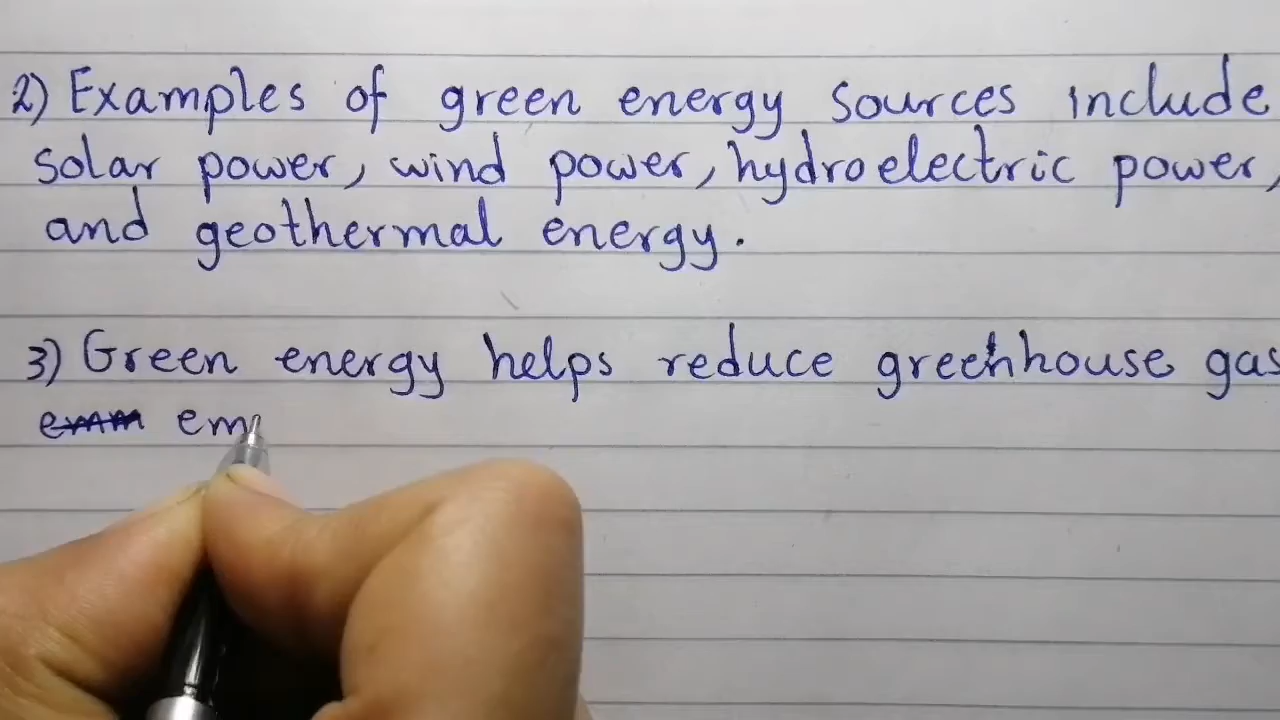 2) Examples of green energy sources include
solar power, wind power, hydroelectric power,
and geothermal energy.
3) Green energy helps reduce greenhouse gas
em